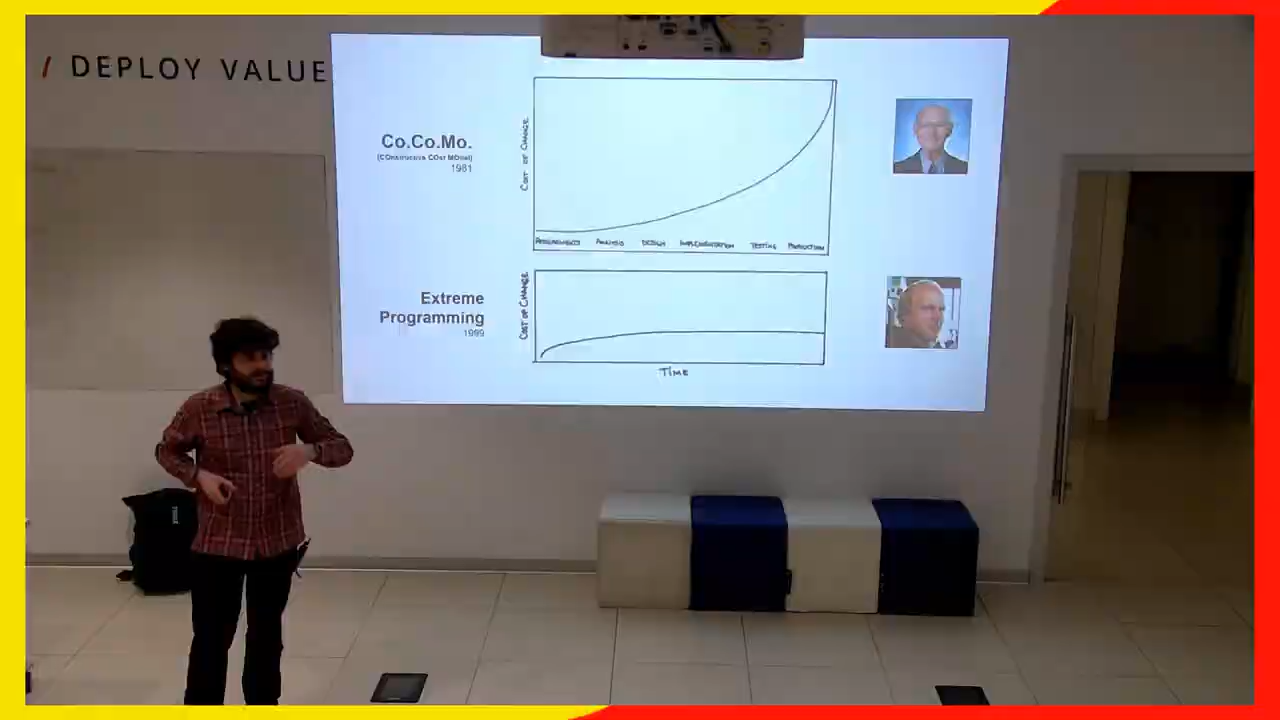 / DEPLOY VALUE
Co.Co.Mo.
(COnstructive COst MOdel)
1981
COST OF CHANGE
REQUIREMENTS ANALYSIS DESIGN IMPLEMENTATION TESTING PRODUCTION
Extreme
Programming
1999
COST OF CHANGE
TIME